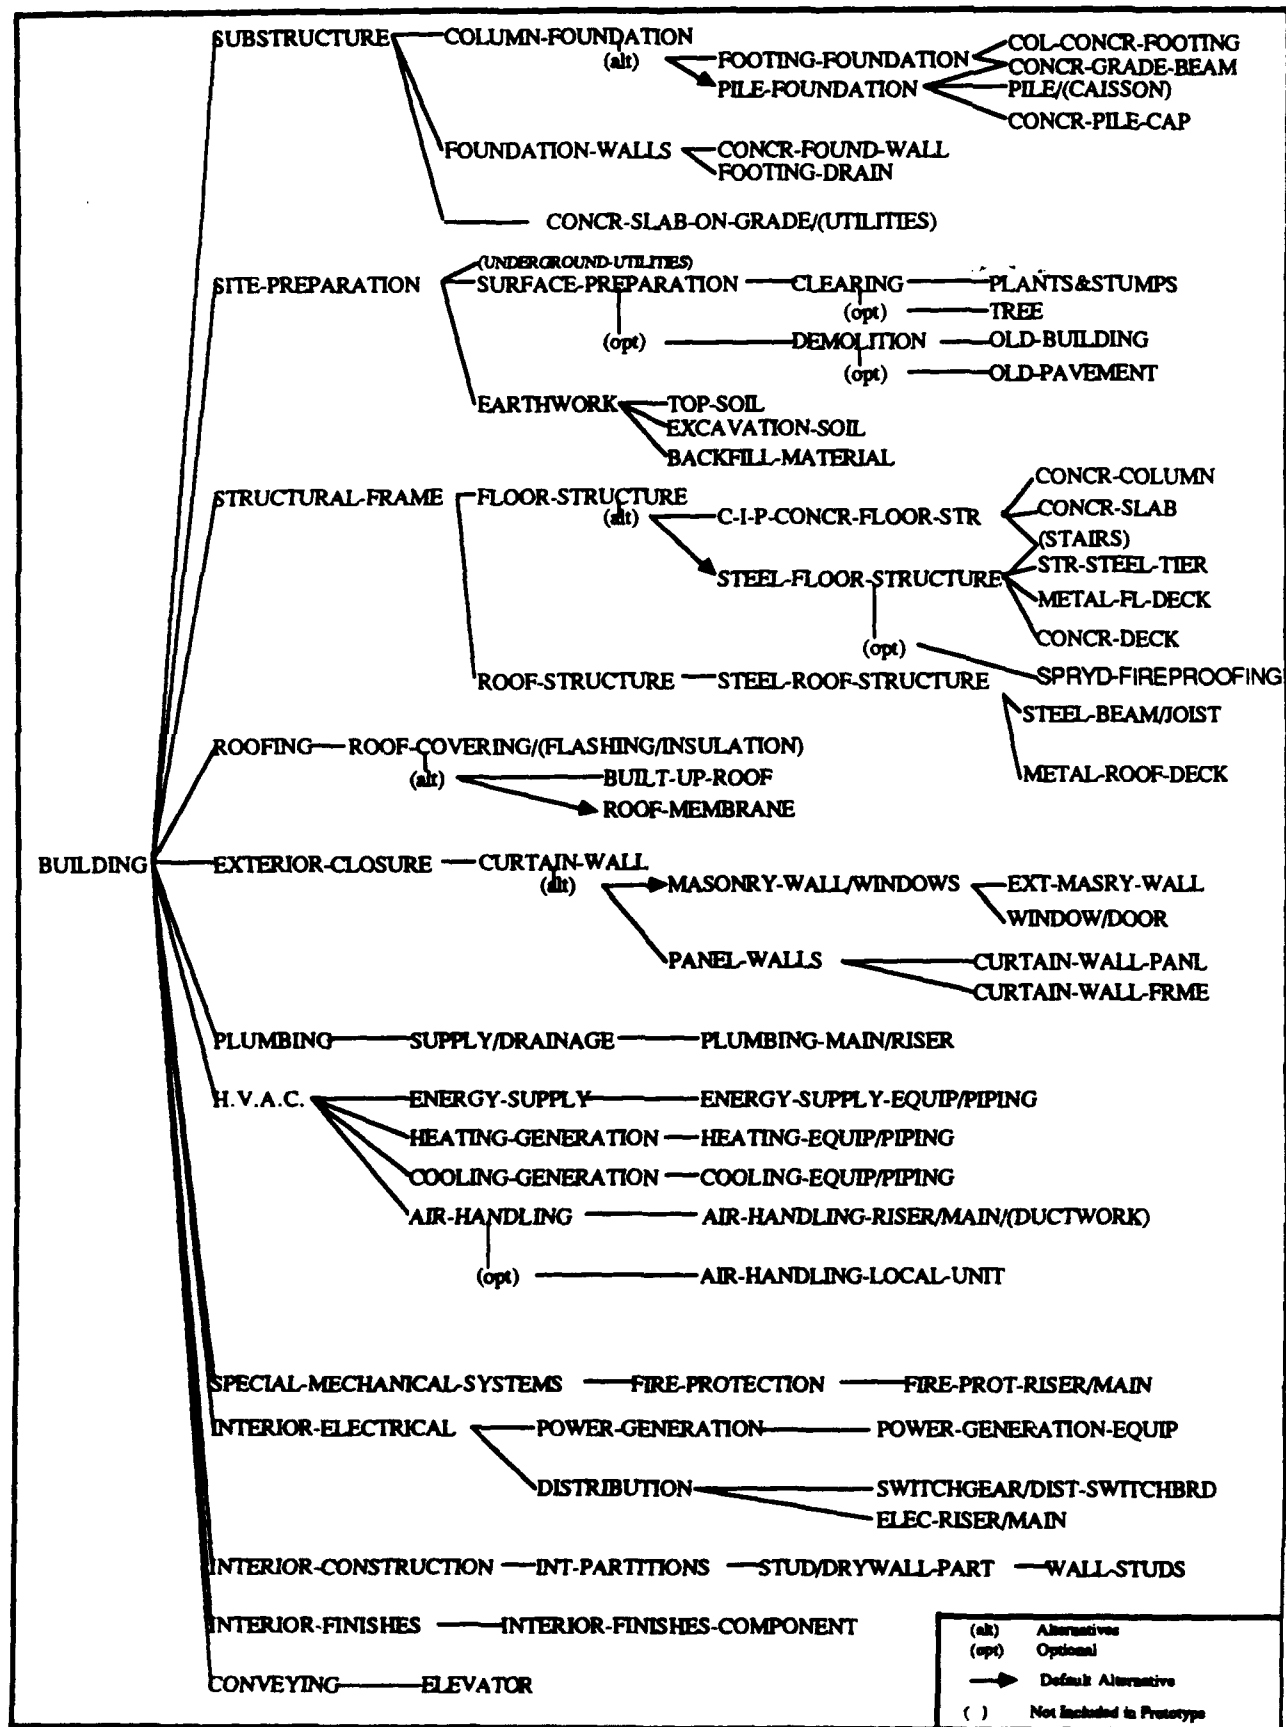 SUBSTRUCTURE COLUMN-FOUNDATION COL-CONCR-FOOTING
(alt) FOOTING-FOUNDATION CONCR-GRADE-BEAM
PILE-FOUNDATION PILE/(CAISSON)
CONCR-PILE-CAP
FOUNDATION-WALLS CONCR-FOUND-WALL
FOOTING-DRAIN
CONCR-SLAB-ON-GRADE/(UTILITIES)
(UNDERGROUND-UTILITIES)
SITE-PREPARATION SURFACE-PREPARATION CLEARING PLANTS&STUMPS
(opt) TREE
(opt) DEMOLITION OLD-BUILDING
(opt) OLD-PAVEMENT
EARTHWORK TOP-SOIL
EXCAVATION-SOIL
BACKFILL-MATERIAL
CONCR-COLUMN
STRUCTURAL-FRAME FLOOR-STRUCTURE
(alt) C-I-P-CONCR-FLOOR-STR CONCR-SLAB
(STAIRS)
STEEL-FLOOR-STRUCTURE STR-STEEL-TIER
METAL-FL-DECK
CONCR-DECK
(opt)
ROOF-STRUCTURE STEEL-ROOF-STRUCTURE SPRYD-FIREPROOFING
STEEL-BEAM/JOIST
ROOFING ROOF-COVERING/(FLASHING/INSULATION)
(alt) BUILT-UP-ROOF METAL-ROOF-DECK
ROOF-MEMBRANE
BUILDING EXTERIOR-CLOSURE CURTAIN-WALL
(alt) MASONRY-WALL/WINDOWS EXT-MASRY-WALL
WINDOW/DOOR
PANEL-WALLS CURTAIN-WALL-PANL
CURTAIN-WALL-FRME
PLUMBING SUPPLY/DRAINAGE PLUMBING-MAIN/RISER
H.V.A.C. ENERGY-SUPPLY ENERGY-SUPPLY-EQUIP/PIPING
HEATING-GENERATION HEATING-EQUIP/PIPING
COOLING-GENERATION COOLING-EQUIP/PIPING
AIR-HANDLING AIR-HANDLING-RISER/MAIN/(DUCTWORK)
(opt) AIR-HANDLING-LOCAL-UNIT
SPECIAL-MECHANICAL-SYSTEMS FIRE-PROTECTION FIRE-PROT-RISER/MAIN
INTERIOR-ELECTRICAL POWER-GENERATION POWER-GENERATION-EQUIP
DISTRIBUTION SWITCHGEAR/DIST-SWITCHBRD
ELEC-RISER/MAIN
INTERIOR-CONSTRUCTION INT-PARTITIONS STUD/DRYWALL-PART WALL-STUDS
INTERIOR-FINISHES INTERIOR-FINISHES-COMPONENT
CONVEYING ELEVATOR
(alt) Alternatives
(opt) Optional
Default Alternative
( ) Not Included in Prototype